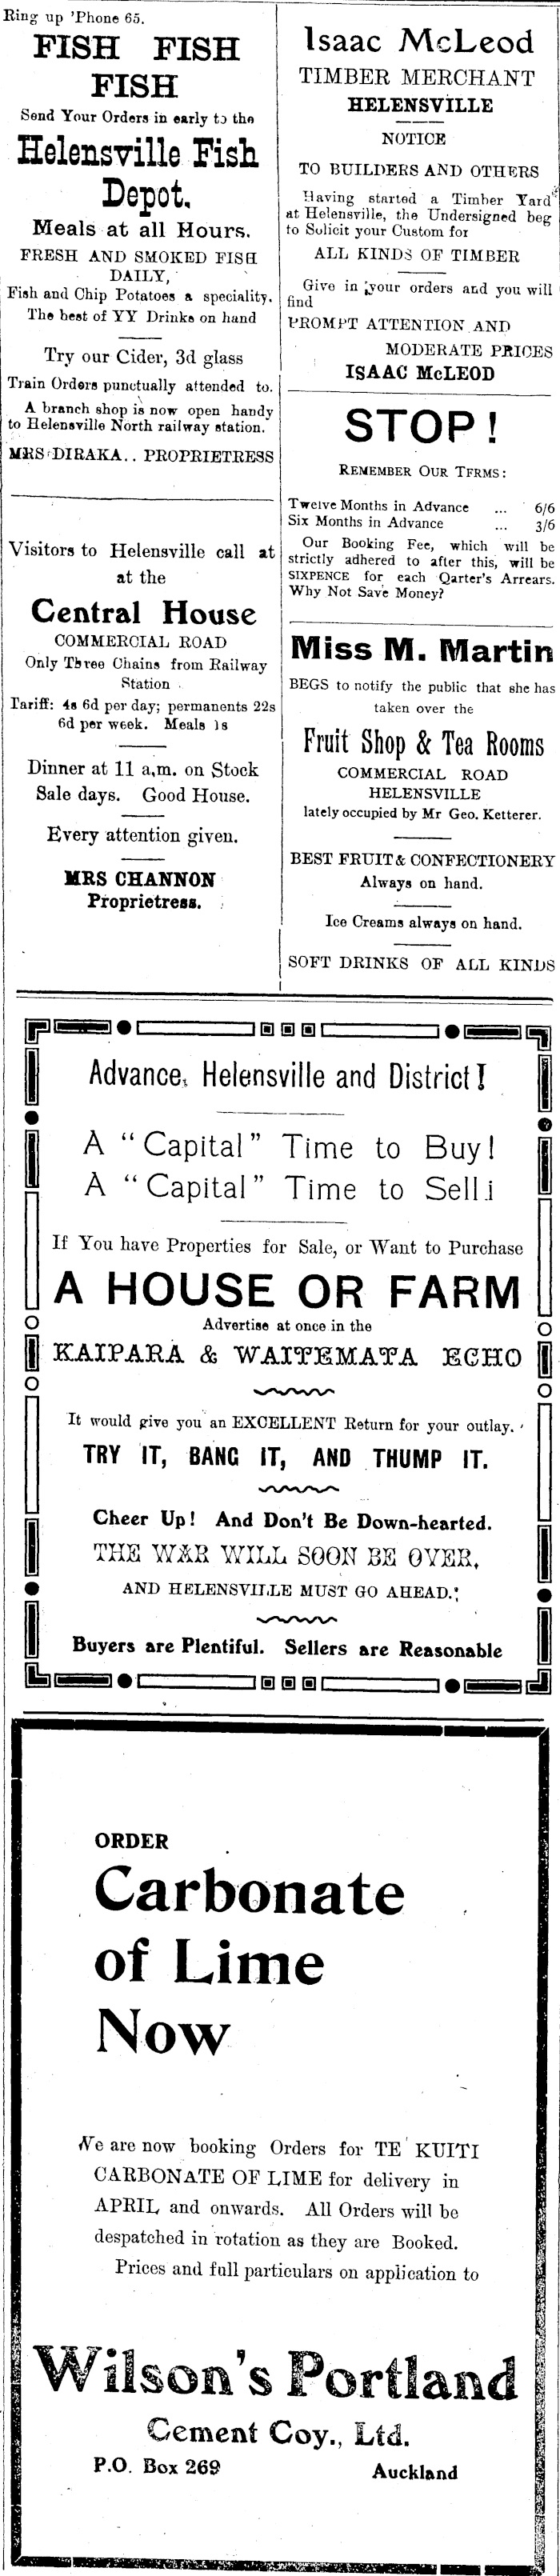 Ring up 'Phone 65.
FISH FISH
FISH
Send Your Orders in early to the
Helensville Fish
Depot.
Meals at all Hours.
FRESH AND SMOKED FISH
DAILY,
Fish and Chip Potatoes a speciality.
The best of YY Drinks on hand
Try our Cider, 3d glass
Train Orders punctually attended to.
A branch shop is now open handy
to Helensville North railway station.
MRS DIRAKA.. PROPRIETRESS
Visitors to Helensville call at
at the
Central House
COMMERCIAL ROAD
Only Three Chains from Railway
Station
Tariff: 4s 6d per day; permanents 22s
6d per week. Meals 1s
Dinner at 11 a.m. on Stock
Sale days. Good House.
Every attention given.
MRS CHANNON
Proprietress.
Isaac McLeod
TIMBER MERCHANT
HELENSVILLE
NOTICE
TO BUILDERS AND OTHERS
Having started a Timber Yard
at Helensville, the Undersigned beg
to Solicit your Custom for
ALL KINDS OF TIMBER
Give in your orders and you will
find
PROMPT ATTENTION AND
MODERATE PRICES
ISAAC McLEOD
STOP!
REMEMBER OUR TFRMS:
Twelve Months in Advance ... 6/6
Six Months in Advance ... 3/6
Our Booking Fee, which will be
strictly adhered to after this, will be
SIXPENCE for each Qarter's Arrears.
Why Not Save Money?
Miss M. Martin
BEGS to notify the public that she has
taken over the
Fruit Shop & Tea Rooms
COMMERCIAL ROAD
HELENSVILLE
lately occupied by Mr Geo. Ketterer.
BEST FRUIT & CONFECTIONERY
Always on hand.
Ice Creams always on hand.
SOFT DRINKS OF ALL KINDS
Advance, Helensville and District!
A "Capital" Time to Buy!
A "Capital" Time to Sell.i
If You have Properties for Sale, or Want to Purchase
A HOUSE OR FARM
Advertise at once in the
KAIPARA & WAITEMATA ECHO
It would give you an EXCELLENT Return for your outlay.
TRY IT, BANG IT, AND THUMP IT.
Cheer Up! And Don't Be Down-hearted.
THE WAR WILL SOON BE OVER,
AND HELENSVILLE MUST GO AHEAD.
Buyers are Plentiful. Sellers are Reasonable
ORDER
Carbonate
of Lime
Now
We are now booking Orders for TE KUITI
CARBONATE OF LIME for delivery in
APRIL and onwards. All Orders will be
despatched in rotation as they are Booked.
Prices and full particulars on application to
Wilson's Portland
Cement Coy., Ltd.
P.O. Box 269 Auckland